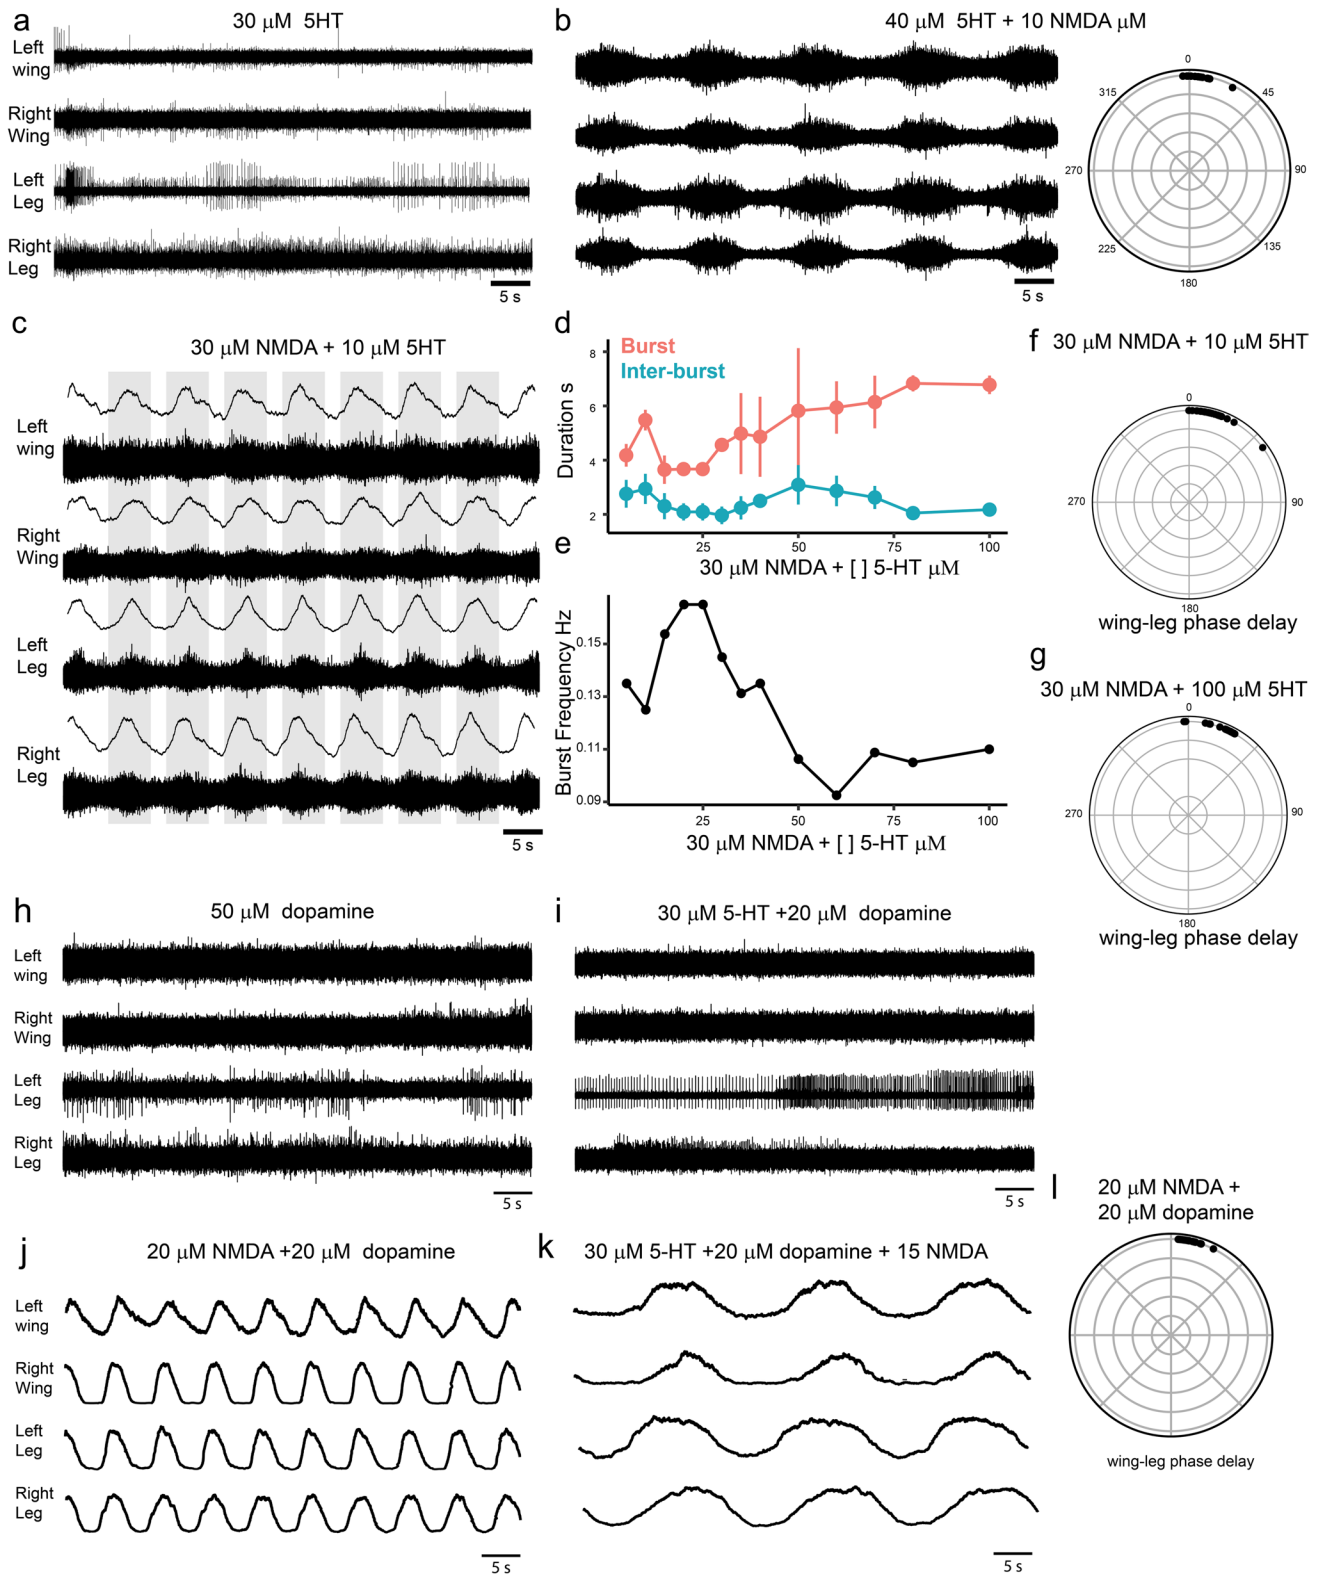 a
30 μM 5HT
Left
wing
Right
Wing
Left
Leg
Right
Leg
5 s
b
40 μM 5HT + 10 NMDA μM
5 s
0
45
90
135
180
225
270
315
c
30 μM NMDA + 10 μM 5HT
Left
wing
Right
Wing
Left
Leg
Right
Leg
5 s
d
Burst
Inter-burst
Duration s
8
6
4
2
25
50
75
100
30 μM NMDA + [ ] 5-HT μM
e
Burst Frequency Hz
0.15
0.13
0.11
0.09
25
50
75
100
30 μM NMDA + [ ] 5-HT μM
f
30 μM NMDA + 10 μM 5HT
0
90
180
270
wing-leg phase delay
g
30 μM NMDA + 100 μM 5HT
0
90
180
270
wing-leg phase delay
h
50 μM dopamine
Left
wing
Right
Wing
Left
Leg
Right
Leg
5 s
i
30 μM 5-HT +20 μM dopamine
5 s
j
20 μM NMDA +20 μM dopamine
Left
wing
Right
Wing
Left
Leg
Right
Leg
5 s
k
30 μM 5-HT +20 μM dopamine + 15 NMDA
5 s
l
20 μM NMDA +
20 μM dopamine
wing-leg phase delay